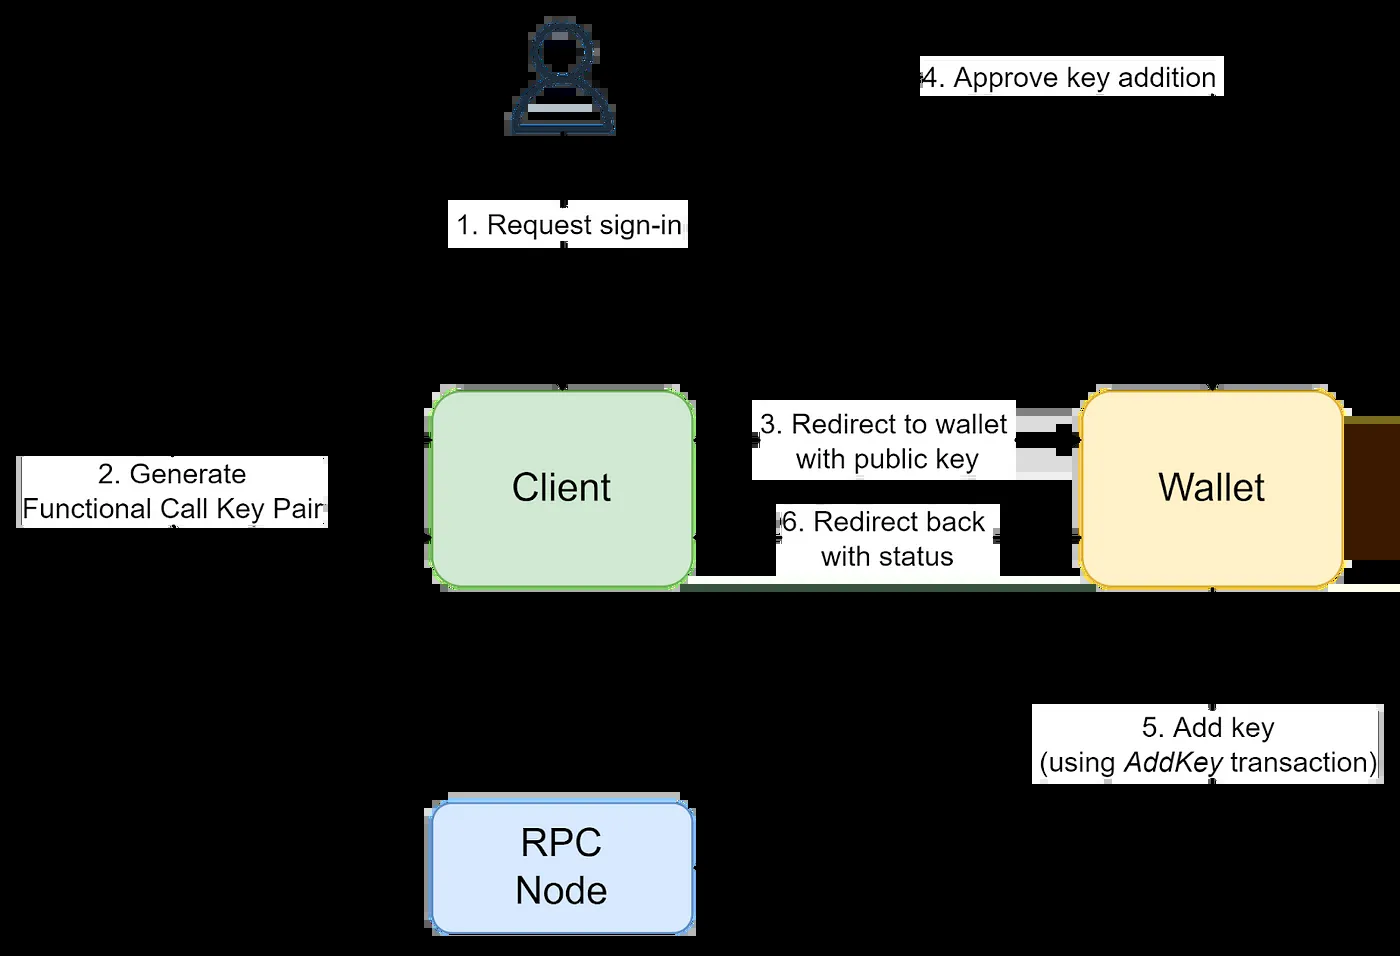 4. Approve key addition
1. Request sign-in
3. Redirect to wallet
with public key
2. Generate
Functional Call Key Pair
Client
Wallet
6. Redirect back
with status
5. Add key
(using AddKey transaction)
RPC
Node